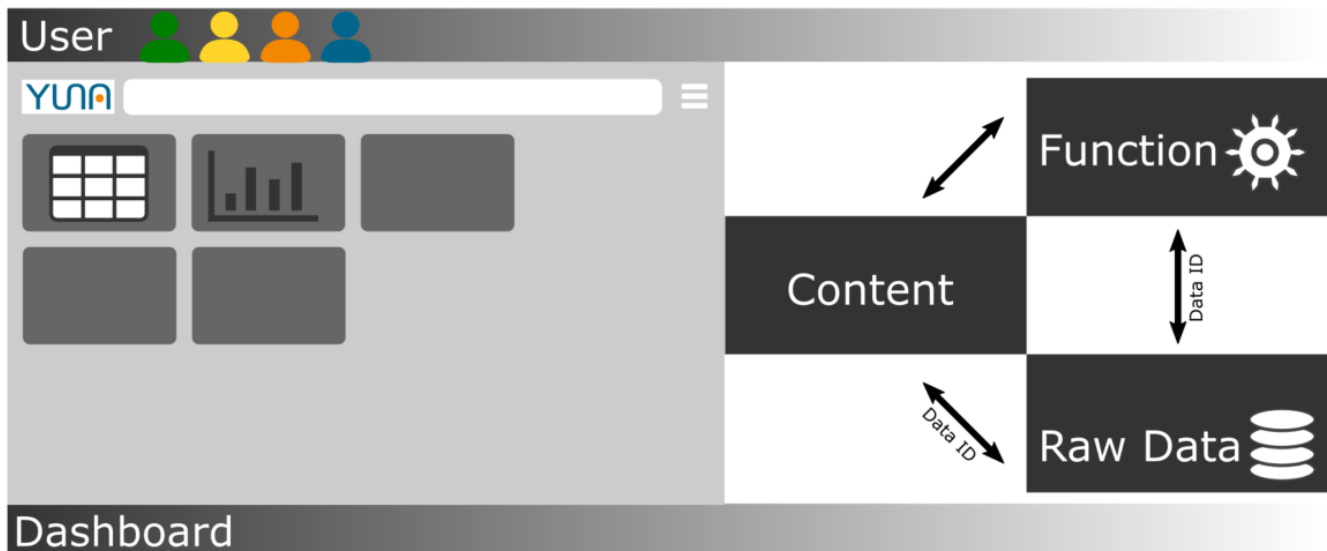 User
YUNA
Function
Data ID
Content
Data ID
Raw Data
Dashboard